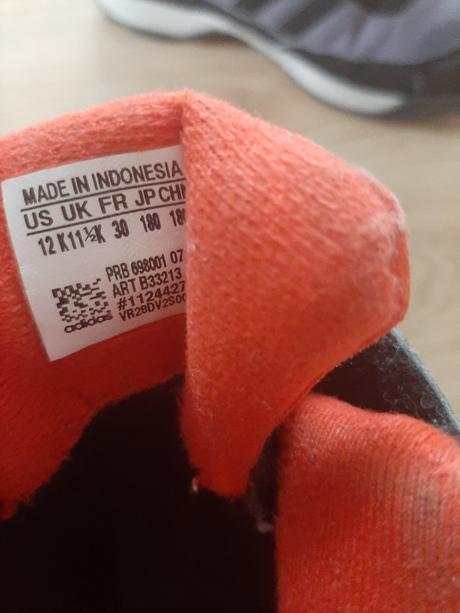 MADE IN INDONESIA
US UK FR JP CHN
12 K 11½K 30 180 180
PRB 698001 07
ART B33213
#1124427
VR28DV2S00
adidas